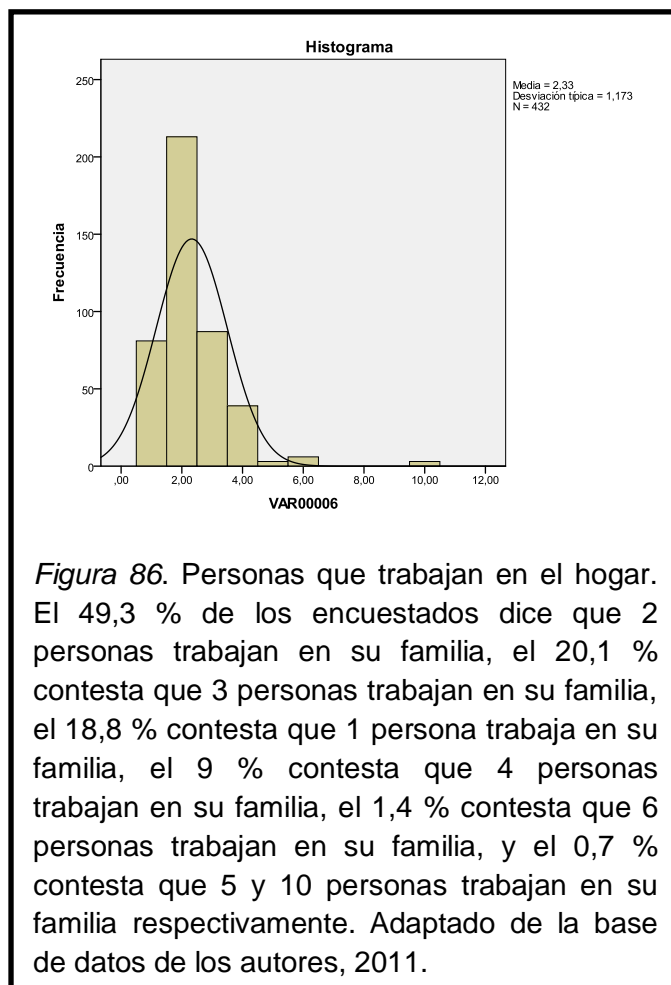 Histograma
Media = 2,33
Desviación típica = 1,173
N = 432
Frecuencia
250
200
150
100
50
0
,00 2,00 4,00 6,00 8,00 10,00 12,00
VAR00006
Figura 86. Personas que trabajan en el hogar.
El 49,3 % de los encuestados dice que 2
personas trabajan en su familia, el 20,1 %
contesta que 3 personas trabajan en su familia,
el 18,8 % contesta que 1 persona trabaja en su
familia, el 9 % contesta que 4 personas
trabajan en su familia, el 1,4 % contesta que 6
personas trabajan en su familia, y el 0,7 %
contesta que 5 y 10 personas trabajan en su
familia respectivamente. Adaptado de la base
de datos de los autores, 2011.